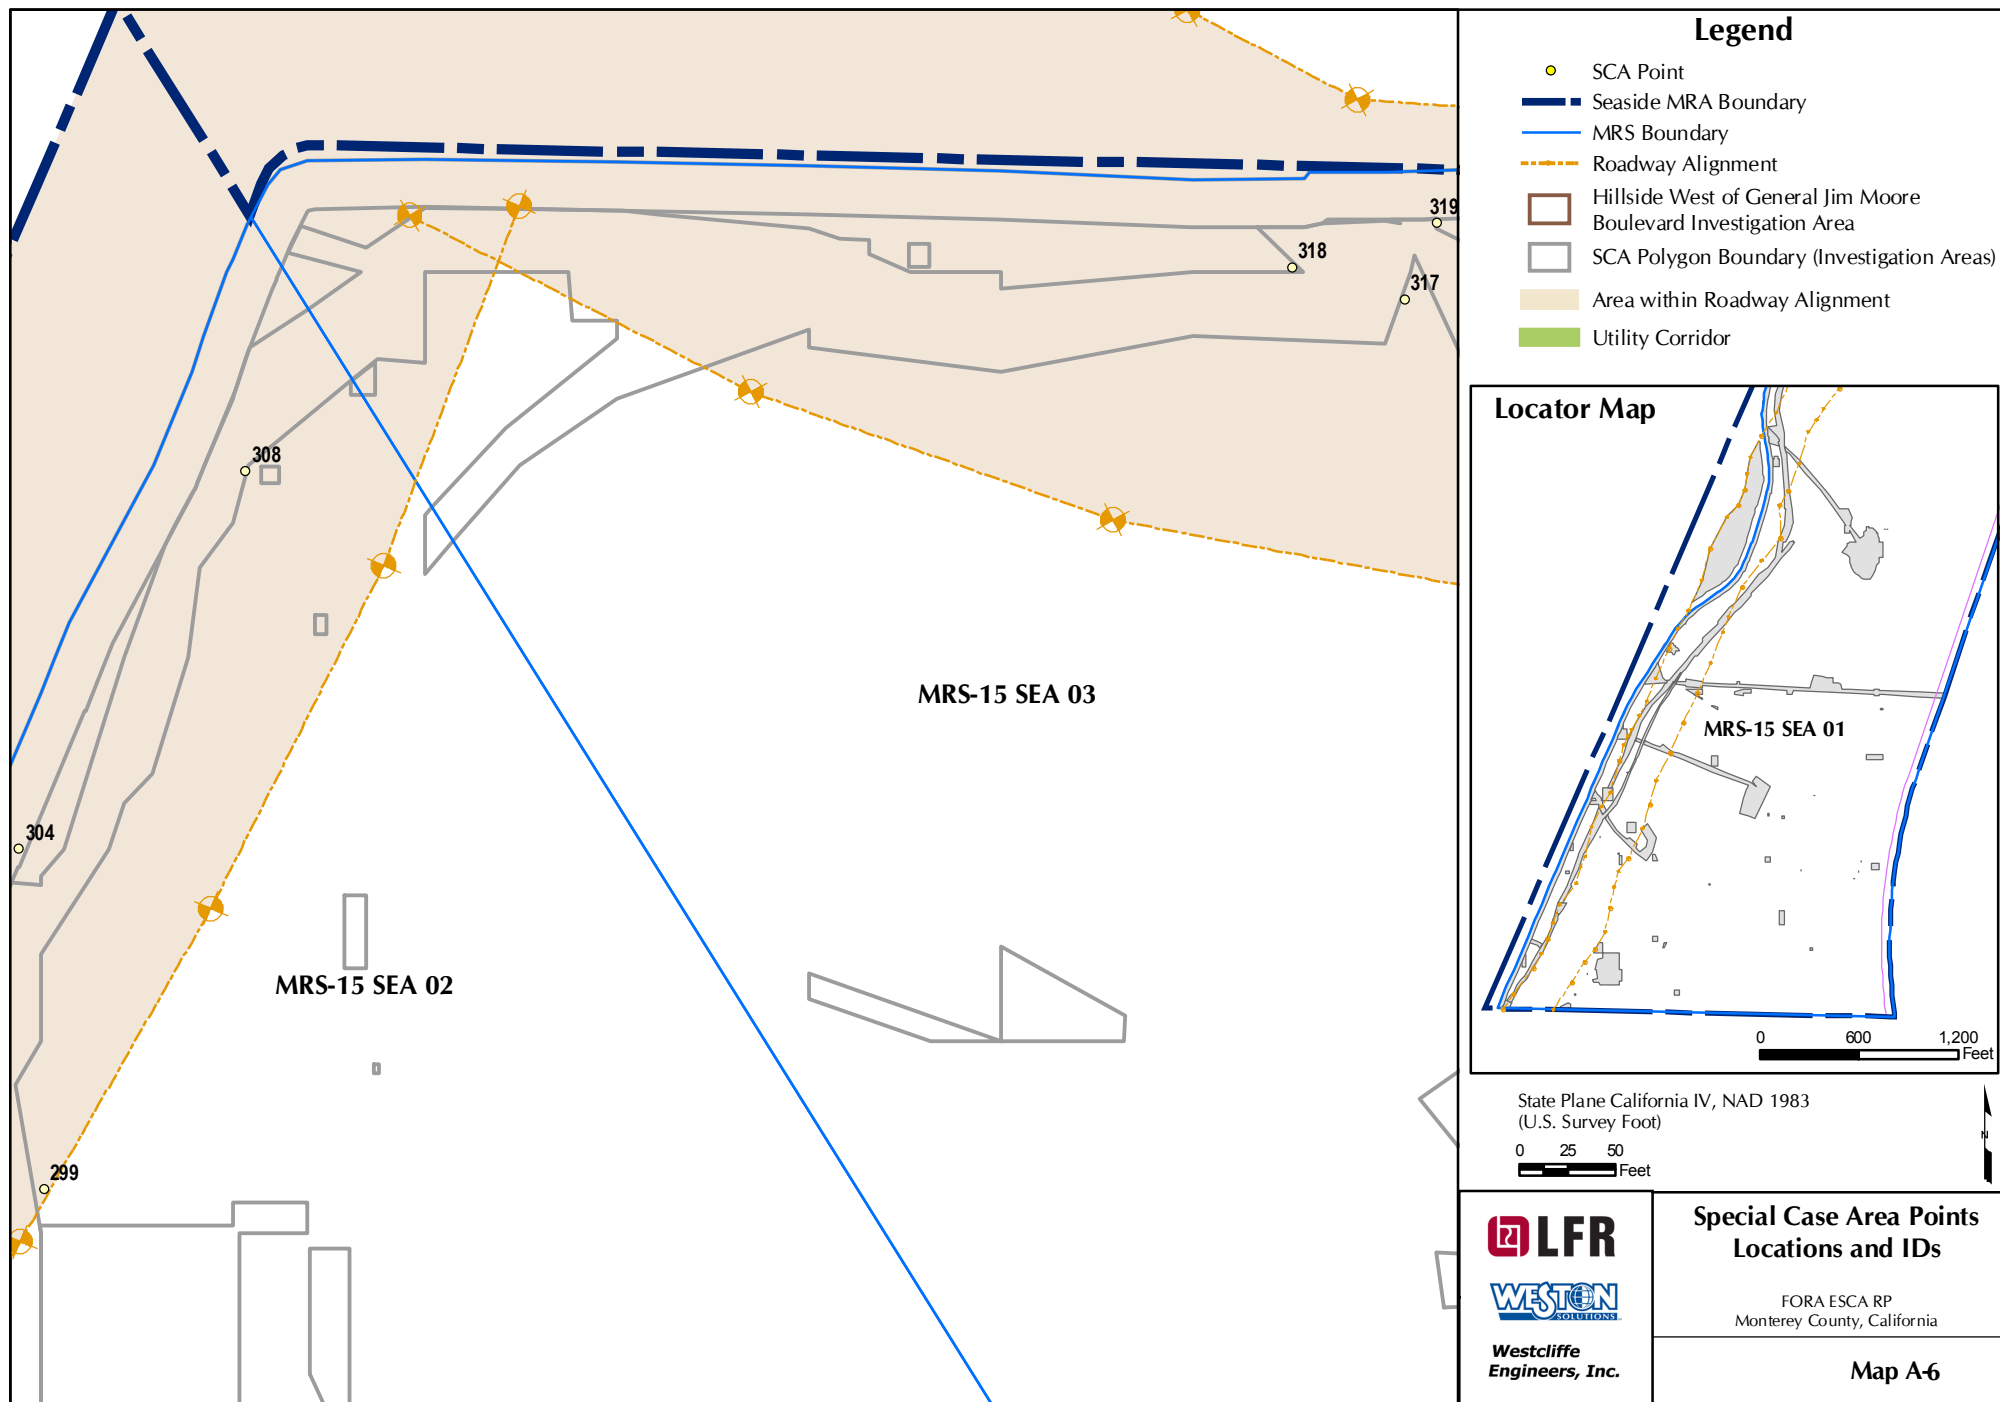 319
318
317
308
304
MRS-15 SEA 03
MRS-15 SEA 02
299
Legend
SCA Point
Seaside MRA Boundary
MRS Boundary
Roadway Alignment
Hillside West of General Jim Moore
Boulevard Investigation Area
SCA Polygon Boundary (Investigation Areas)
Area within Roadway Alignment
Utility Corridor
Locator Map
MRS-15 SEA 01
0 600 1,200
Feet
State Plane California IV, NAD 1983
(U.S. Survey Foot)
0 25 50
Feet
N
LFR
WESTON
SOLUTIONS
Westcliffe
Engineers, Inc.
Special Case Area Points
Locations and IDs
FORA ESCA RP
Monterey County, California
Map A-6